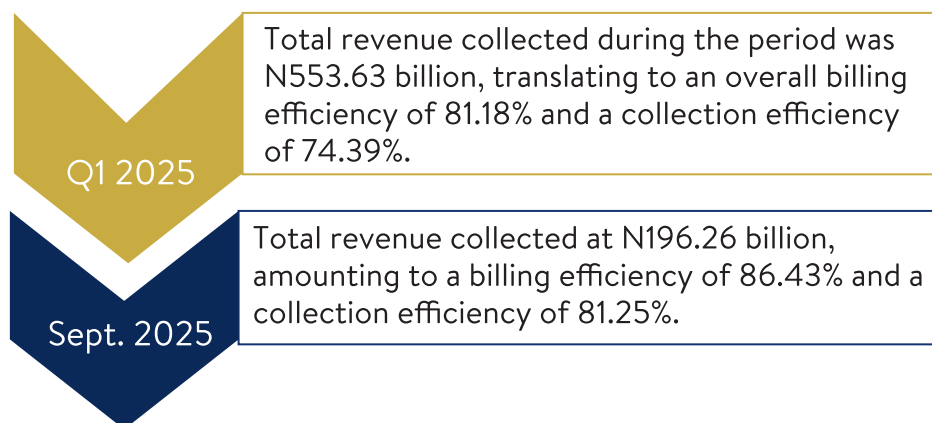 Q1 2025
Total revenue collected during the period was
N553.63 billion, translating to an overall billing
efficiency of 81.18% and a collection efficiency
of 74.39%.
Sept. 2025
Total revenue collected at N196.26 billion,
amounting to a billing efficiency of 86.43% and a
collection efficiency of 81.25%.